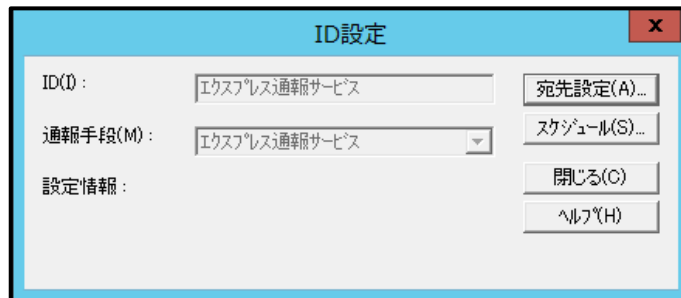 ID設定
x
ID(I) :
ｴｸｽﾌﾟﾚｽ通報ｻｰﾋﾞｽ
宛先設定(A)...
通報手段(M) :
ｴｸｽﾌﾟﾚｽ通報ｻｰﾋﾞｽ
ｽｹｼﾞｭｰﾙ(S)...
設定情報 :
閉じる(C)
ﾍﾙﾌﾟ(H)